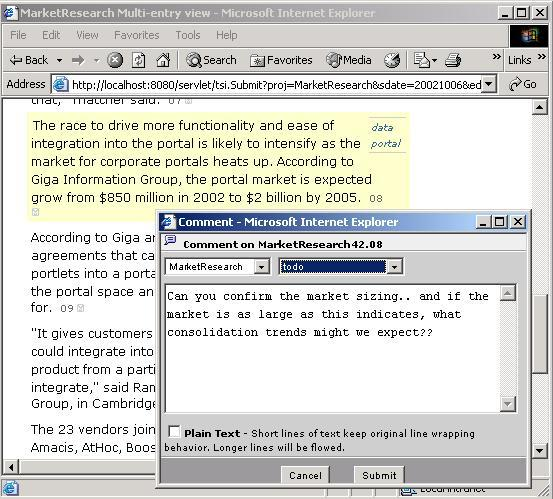 MarketResearch Multi-entry view - Microsoft Internet Explorer
File Edit View Favorites Tools Help
Back Search Favorites Media »
Address http://localhost:8080/servlet/tsi.Submit?proj=MarketResearch&sdate=20021006&ed Go Links »
that," Thatcher said. 07
The race to drive more functionality and ease of
integration into the portal is likely to intensify as the
market for corporate portals heats up. According to
Giga Information Group, the portal market is expected
grow from $850 million in 2002 to $2 billion by 2005. 08
data
portal
According to Giga an
agreements that ca
portlets into a porta
the portal space an
for. 09
"It gives customers
could integrate into
product from a parti
integrate," said Ran
Group, in Cambridge
The 23 vendors join
Amacis, AtHoc, Boos
Comment - Microsoft Internet Explorer
Comment on MarketResearch42.08
MarketResearch todo
Can you confirm the market sizing.. and if the
market is as large as this indicates, what
consolidation trends might we expect??
Plain Text - Short lines of text keep original line wrapping
behavior. Longer lines will be flowed.
Cancel Submit
Local intranet